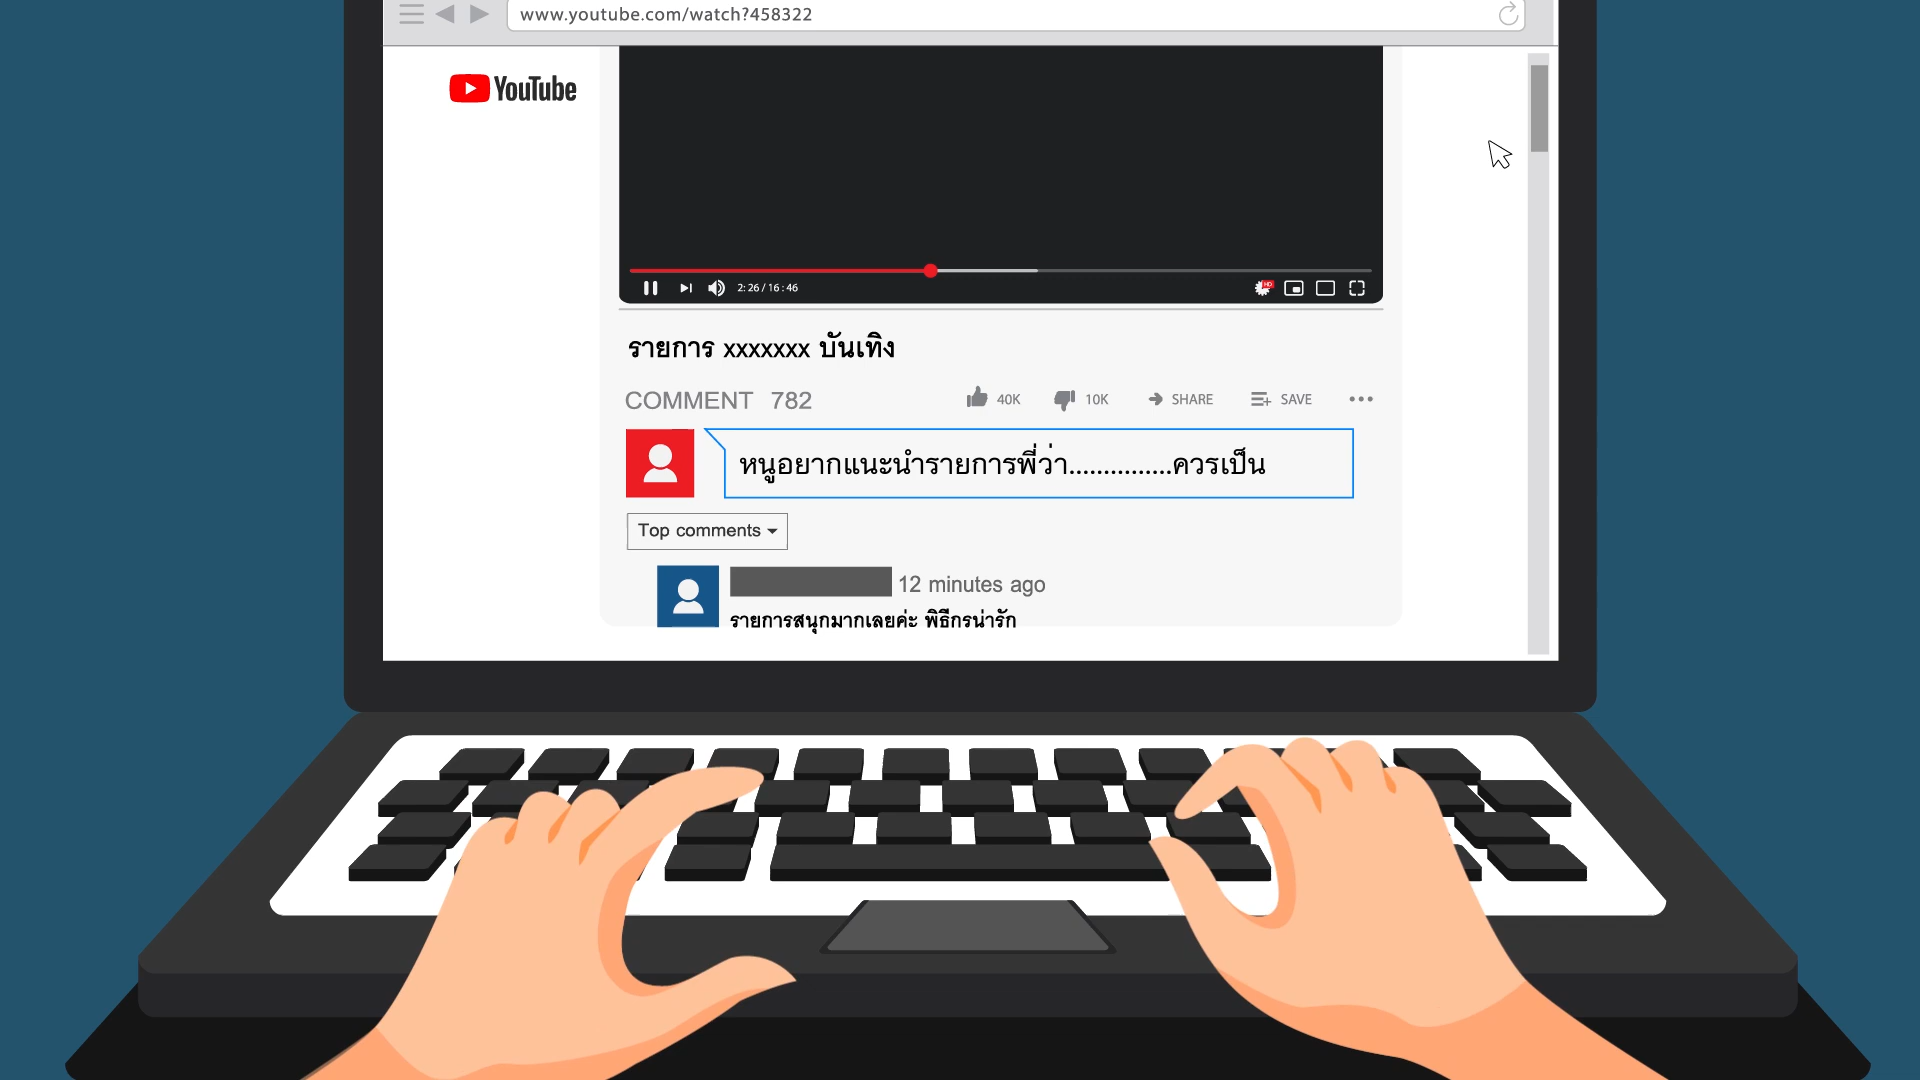 www.youtube.com/watch?458322
YouTube
2:26 / 16:46
HD
รายการ xxxxxxx บันเทิง
COMMENT 782
40K 10K SHARE SAVE
หนูอยากแนะนำรายการพี่ว่า..............ควรเป็น
Top comments
12 minutes ago
รายการสนุกมากเลยค่ะ พิธีกรน่ารัก